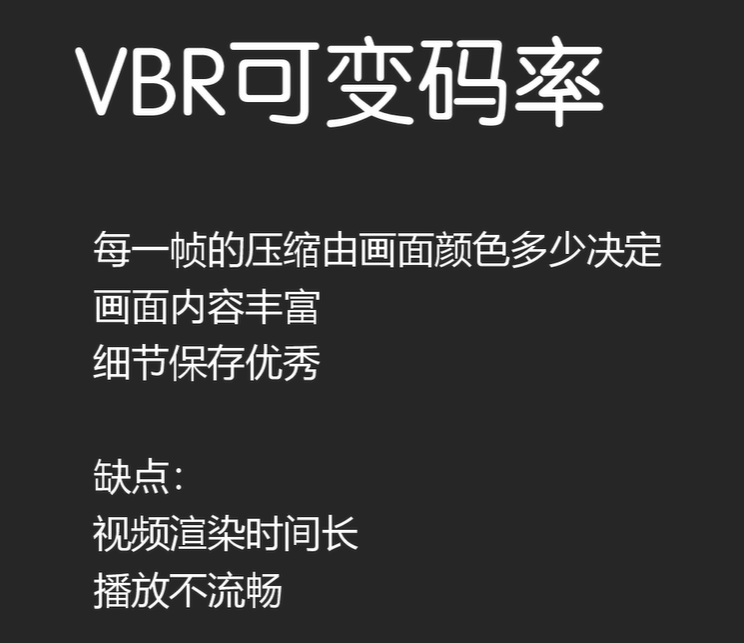 VBR可变码率
每一帧的压缩由画面颜色多少决定
画面内容丰富
细节保存优秀
缺点：
视频渲染时间长
播放不流畅